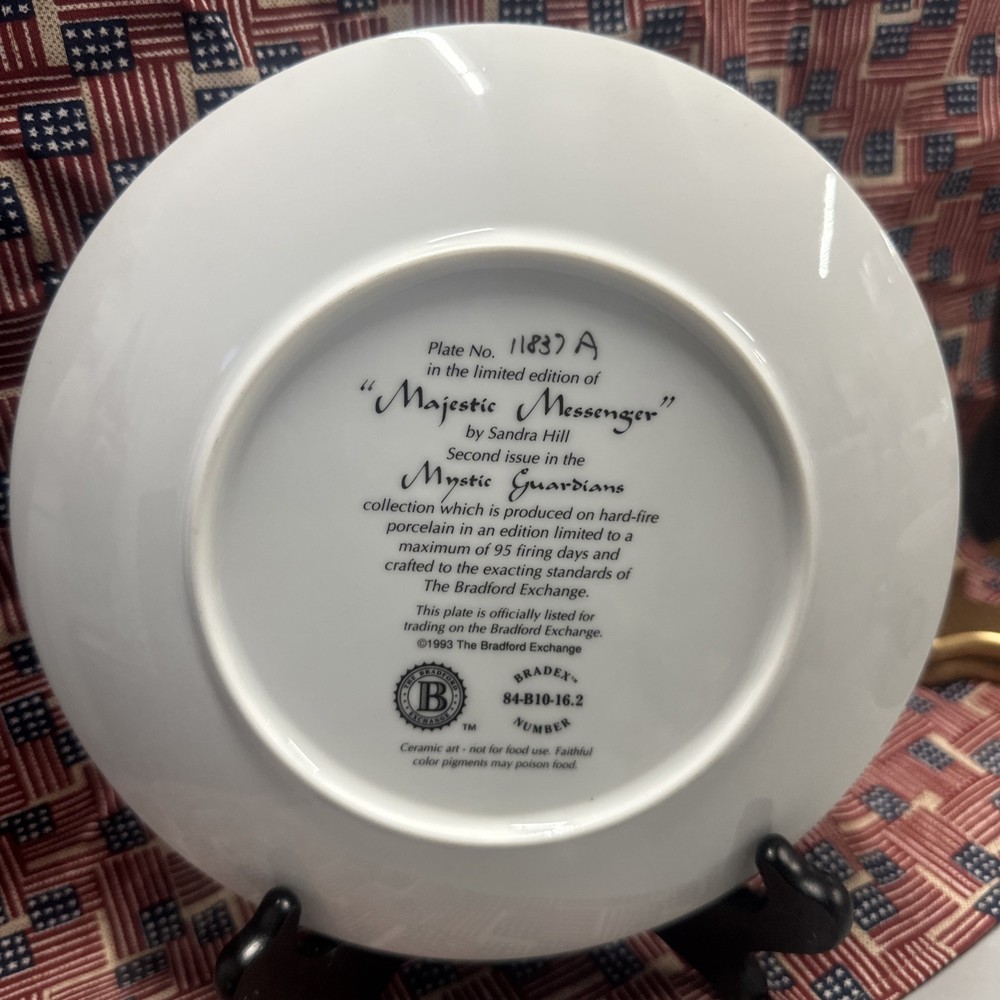 Plate No. 11837 A
in the limited edition of
“Majestic Messenger”
by Sandra Hill
Second issue in the
Mystic Guardians
collection which is produced on hard-fire
porcelain in an edition limited to a
maximum of 95 firing days and
crafted to the exacting standards of
The Bradford Exchange.
This plate is officially listed for
trading on the Bradford Exchange.
©1993 The Bradford Exchange
THE BRADFORD
B
EXCHANGE
TM
BRADEX™
84-B10-16.2
NUMBER
Ceramic art - not for food use. Faithful
color pigments may poison food.